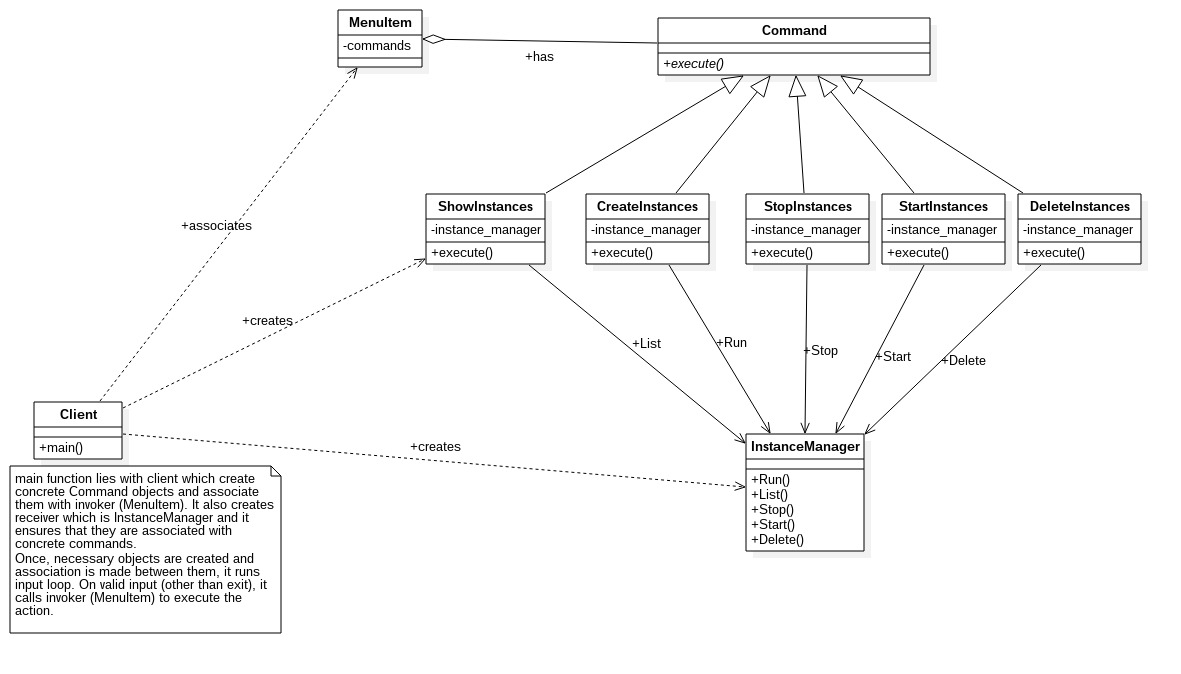 MenuItem
-commands
+has
Command
+execute()
+associates
ShowInstances
-instance_manager
+execute()
CreateInstances
-instance_manager
+execute()
StopInstances
-instance_manager
+execute()
StartInstances
-instance_manager
+execute()
DeleteInstances
-instance_manager
+execute()
+creates
+List
+Run
+Stop
+Start
+Delete
Client
+main()
+creates
InstanceManager
+Run()
+List()
+Stop()
+Start()
+Delete()
main function lies with client which create
concrete Command objects and associate
them with invoker (MenuItem). It also creates
receiver which is InstanceManager and it
ensures that they are associated with
concrete commands.
Once, necessary objects are created and
association is made between them, it runs
input loop. On valid input (other than exit), it
calls invoker (MenuItem) to execute the
action.